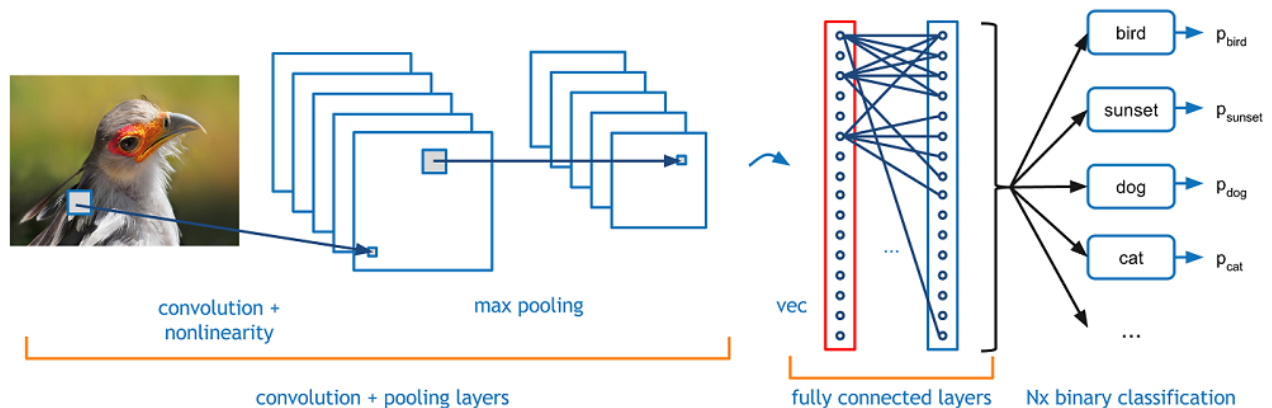 bird
p_bird
sunset
p_sunset
dog
p_dog
cat
p_cat
...
...
convolution +
nonlinearity
max pooling
vec
convolution + pooling layers
fully connected layers
Nx binary classification